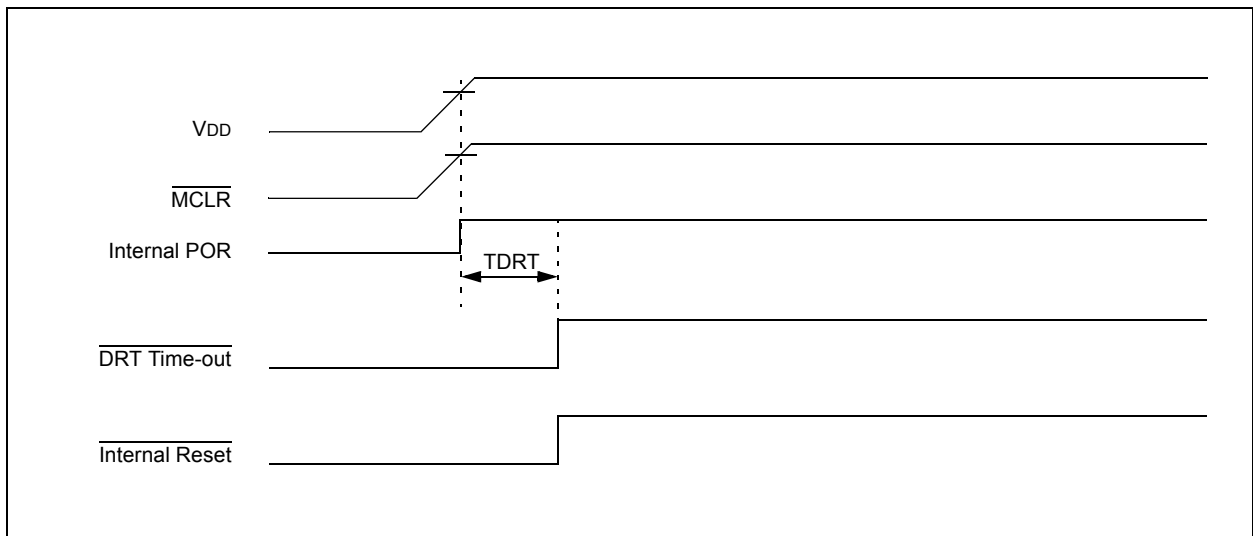 VDD
MCLR
Internal POR
TDRT
DRT Time-out
Internal Reset